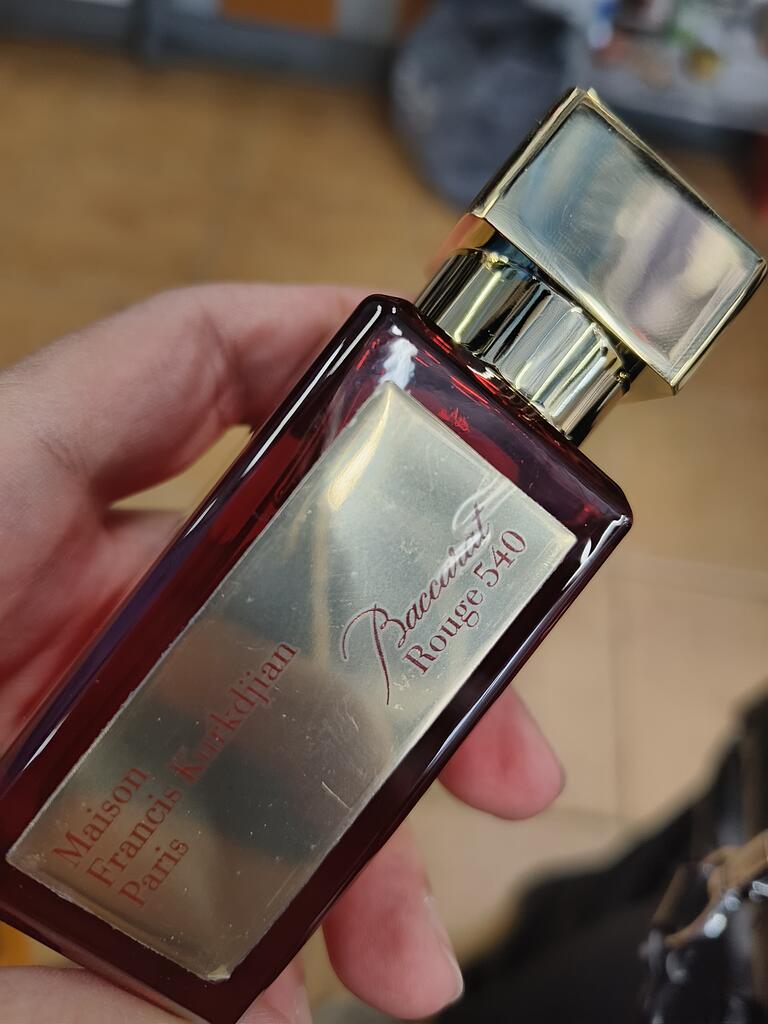 Baccarat
Rouge 540
Maison
Francis Kurkdjian
Paris